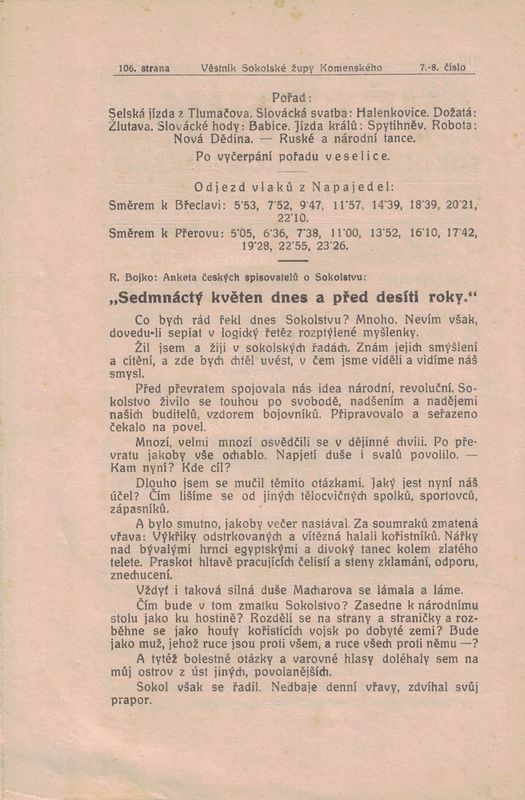 106. strana Věstník Sokolské župy Komenského 7.-8. číslo
Pořad:
Selská jízda z Tlumačova. Slovácká svatba: Halenkovice. Dožatá:
Žlutava. Slovácké hody: Babice. Jízda králů: Spytihněv. Robota:
Nová Dědina. — Ruské a národní tance.
Po vyčerpání pořadu veselice.
Odjezd vlaků z Napajedel:
Směrem k Břeclavi: 5·53, 7·52, 9·47, 11·57, 14·39, 18·39, 20·21,
22·10.
Směrem k Přerovu: 5·05, 6·36, 7·38, 11·00, 13·52, 16·10, 17·42,
19·28, 22·55, 23·26.
R. Bojko: Anketa českých spisovatelů o Sokolstvu:
„Sedmnáctý květen dnes a před desíti roky.“
Co bych rád řekl dnes Sokolstvu? Mnoho. Nevím však,
dovedu-li sepiat v logický řetěz rozptýlené myšlenky.
Žil jsem a žiji v sokolských řadách. Znám jejich smýšlení
a cítění, a zde bych chtěl uvést, v čem jsme viděli a vidíme náš
smysl.
Před převratem spojovala nás idea národní, revoluční. So-
kolstvo živilo se touhou po svobodě, nadšením a nadějemi
našich buditelů, vzdorem bojovníků. Připravovalo a seřazeno
čekalo na povel.
Mnozí, velmi mnozí osvědčili se v dějinné chvíli. Po pře-
vratu jakoby vše ochablo. Napjetí duše i svalů povolilo. —
Kam nyní? Kde cíl?
Dlouho jsem se mučil těmito otázkami. Jaký jest nyní náš
účel? Čím lišíme se od jiných tělocvičných spolků, sportovců,
zápasníků.
A bylo smutno, jakoby večer nastával. Za soumraků zmatená
vřava: Výkřiky odstrkovaných a vítězná halali kořistníků. Nářky
nad bývalými hrnci egyptskými a divoký tanec kolem zlatého
telete. Praskot hltavě pracujících čelistí a steny zklamání, odporu,
znechucení.
Vždyť i taková silná duše Macharova se lámala a láme.
Čím bude v tom zmatku Sokolstvo? Zasedne k národnímu
stolu jako ku hostině? Rozdělí se na strany a straničky a roz-
běhne se jako houfy kořistících vojsk po dobyté zemi? Bude
jako muž, jehož ruce jsou proti všem, a ruce všech proti němu —?
A tytéž bolestné otázky a varovné hlasy doléhaly sem na
můj ostrov z úst jiných, povolanějších.
Sokol však se řadil. Nedbaje denní vřavy, zdvíhal svůj
prapor.